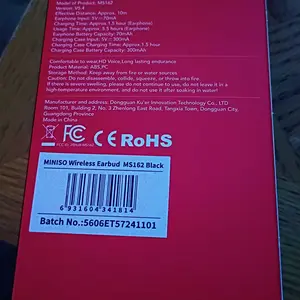 Model of Product: MS162
Version: V5.4
Effective Distance: Approx. 10m
Earphone Input: 5V⎓70mA
Earphone Charging Time: Approx. 1.5 hour (Earphone)
Usage Time: Approx. 3.5 hours (Earphone)
Earphone Battery Capacity: 30mAh
Charging Case Input: 5V⎓300mA
Charging Case Charging Time: Approx. 1.5 hour
Charging Case Battery Capacity: 300mAh
Comfortable to wear,HD Voice,Long lasting endurance
Product Material: ABS,PC
Storage Method: Keep away from fire or water sources
Caution: Do not disassemble, collide, squeeze, or throw into fire.
Caution: If there is severe swelling, do not continue to use, do not leave it in a
high-temperature environment, and do not use it after soaking in water!
Manufacturer and address: Dongguan Ku'er Innovation Technology Co., LTD
Room 101, Building 2, No. 3 Zhenlong East Road, Tangxia Town, Dongguan City,
Guangdong Province
Made in China
FC CE RoHS
MINISO Wireless Earbud MS162 Black
6 931604 341814
Batch No.:5606ET57241101